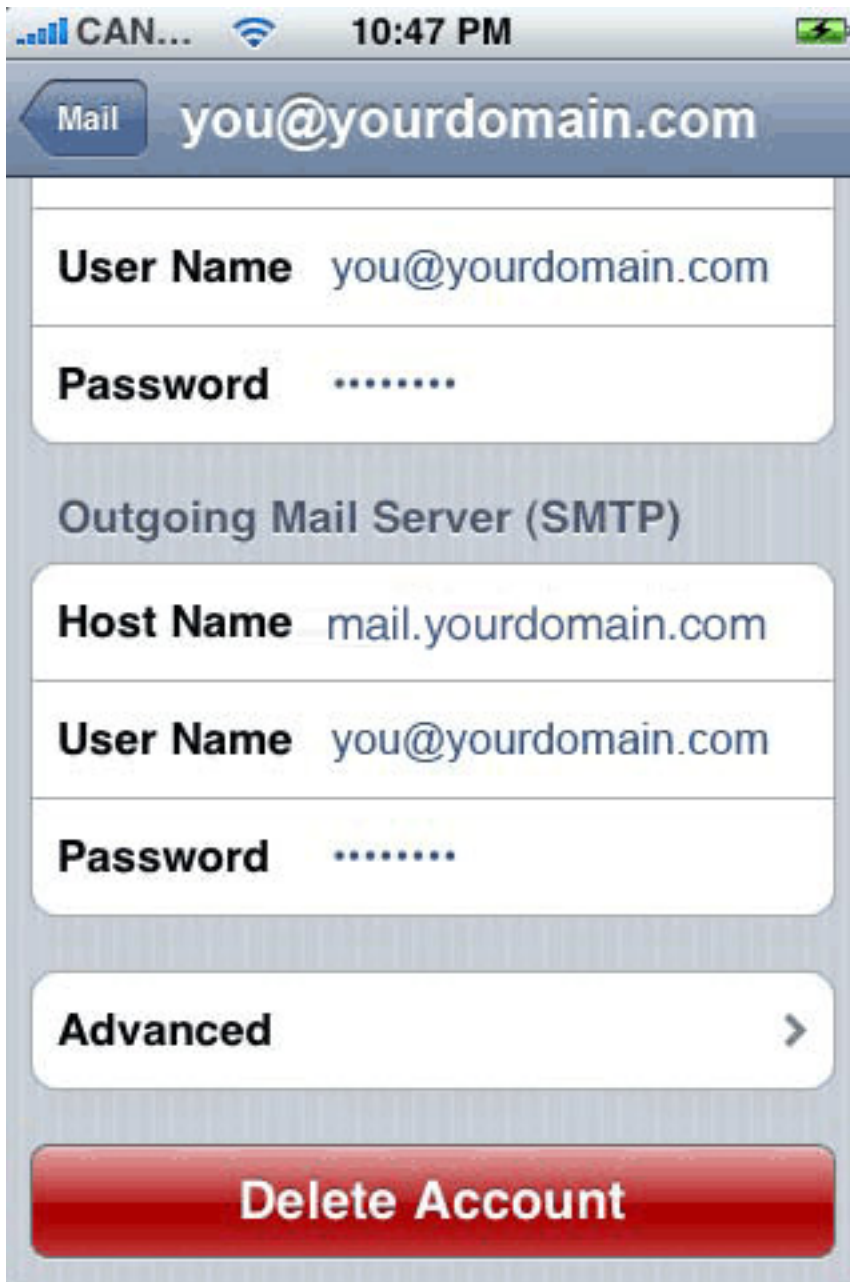 CAN... 10:47 PM
Mail you@yourdomain.com
User Name you@yourdomain.com
Password ••••••••
Outgoing Mail Server (SMTP)
Host Name mail.yourdomain.com
User Name you@yourdomain.com
Password ••••••••
Advanced
Delete Account